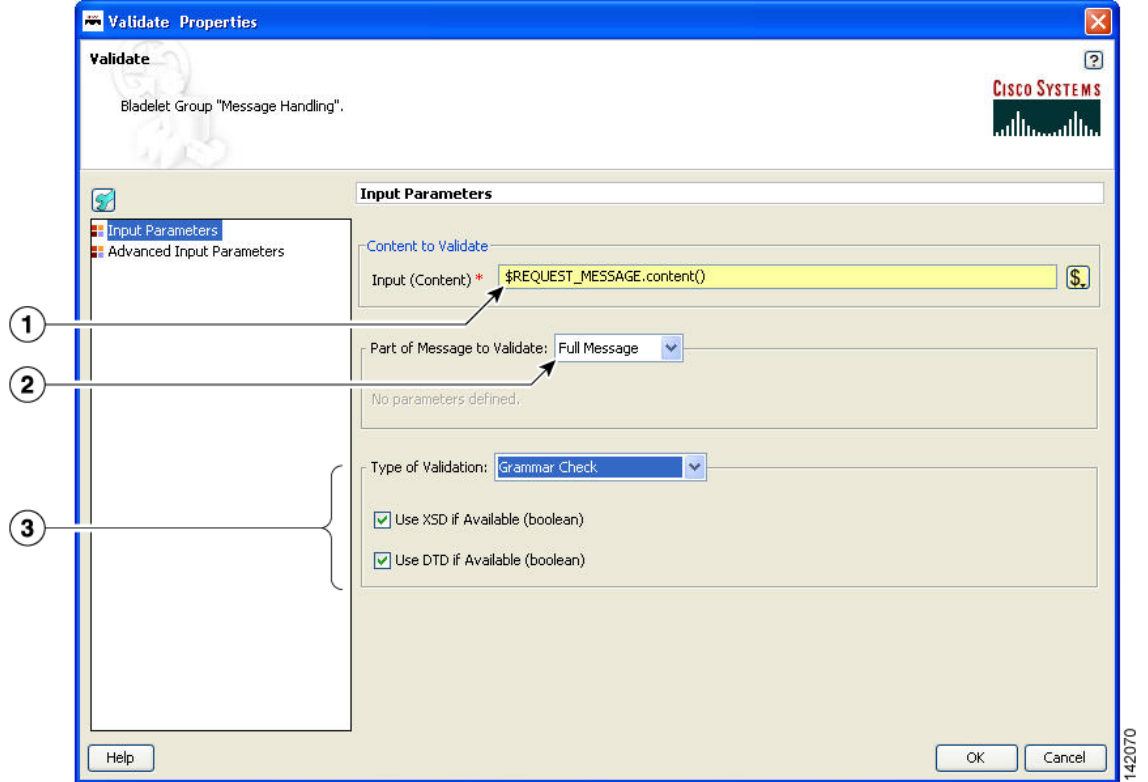 Validate Properties
Validate
?
Bladelet Group "Message Handling".
CISCO SYSTEMS
Input Parameters
Input Parameters
Advanced Input Parameters
Content to Validate
Input (Content) * $REQUEST_MESSAGE.content() $
1
Part of Message to Validate: Full Message
2
No parameters defined.
Type of Validation: Grammar Check
3
Use XSD if Available (boolean)
Use DTD if Available (boolean)
Help OK Cancel
142070